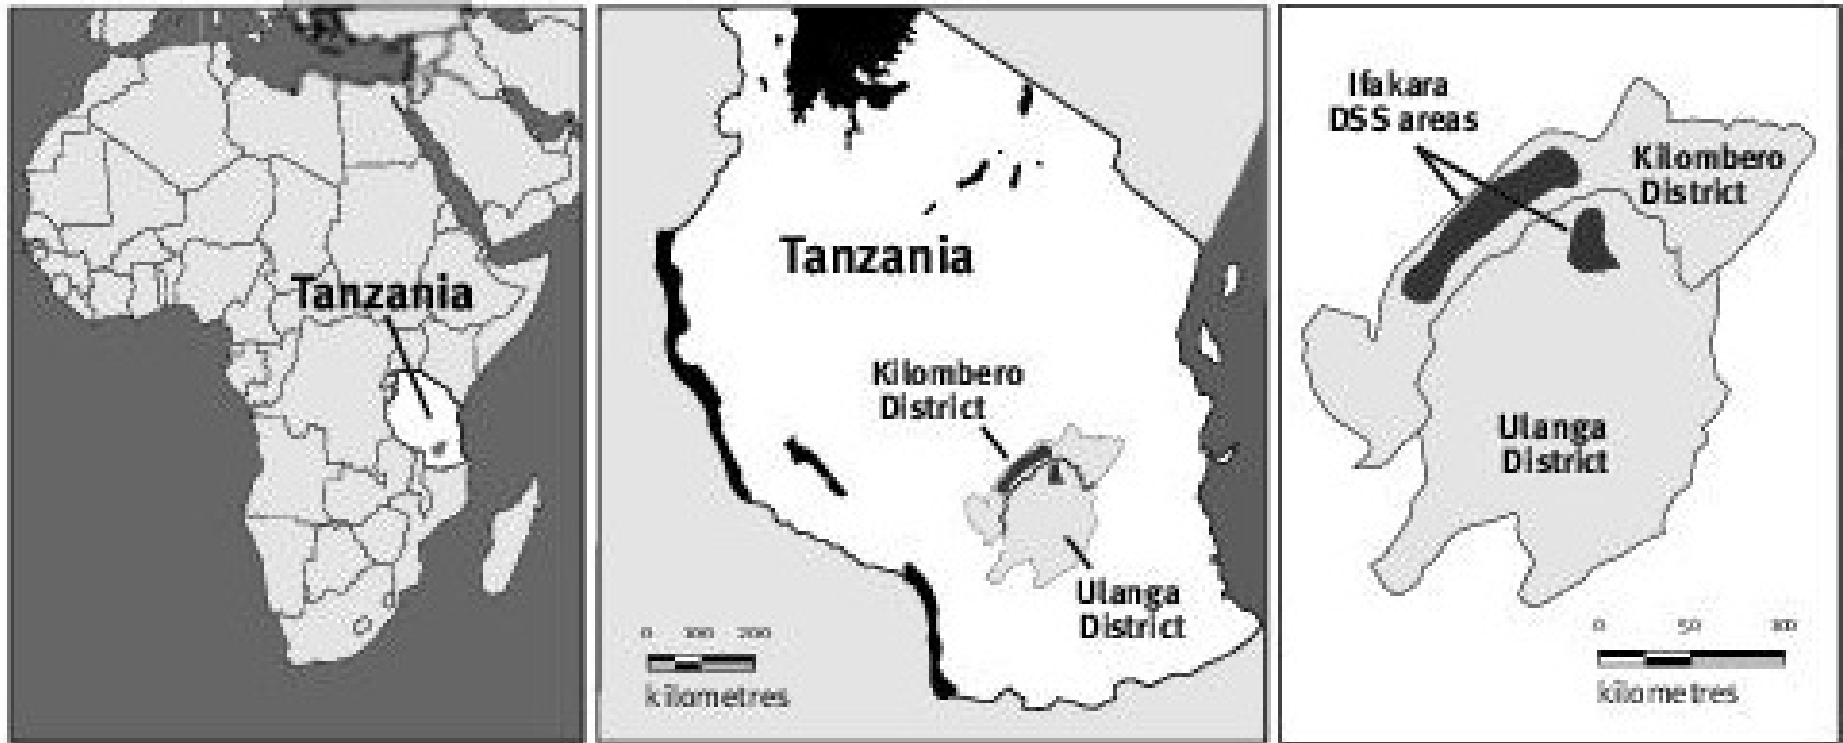 Tanzania
Tanzania
Kilombero
District
Ulanga
District
0 100 200
kilometres
Ifakara
DSS areas
Kilombero
District
Ulanga
District
0 50 100
kilometres